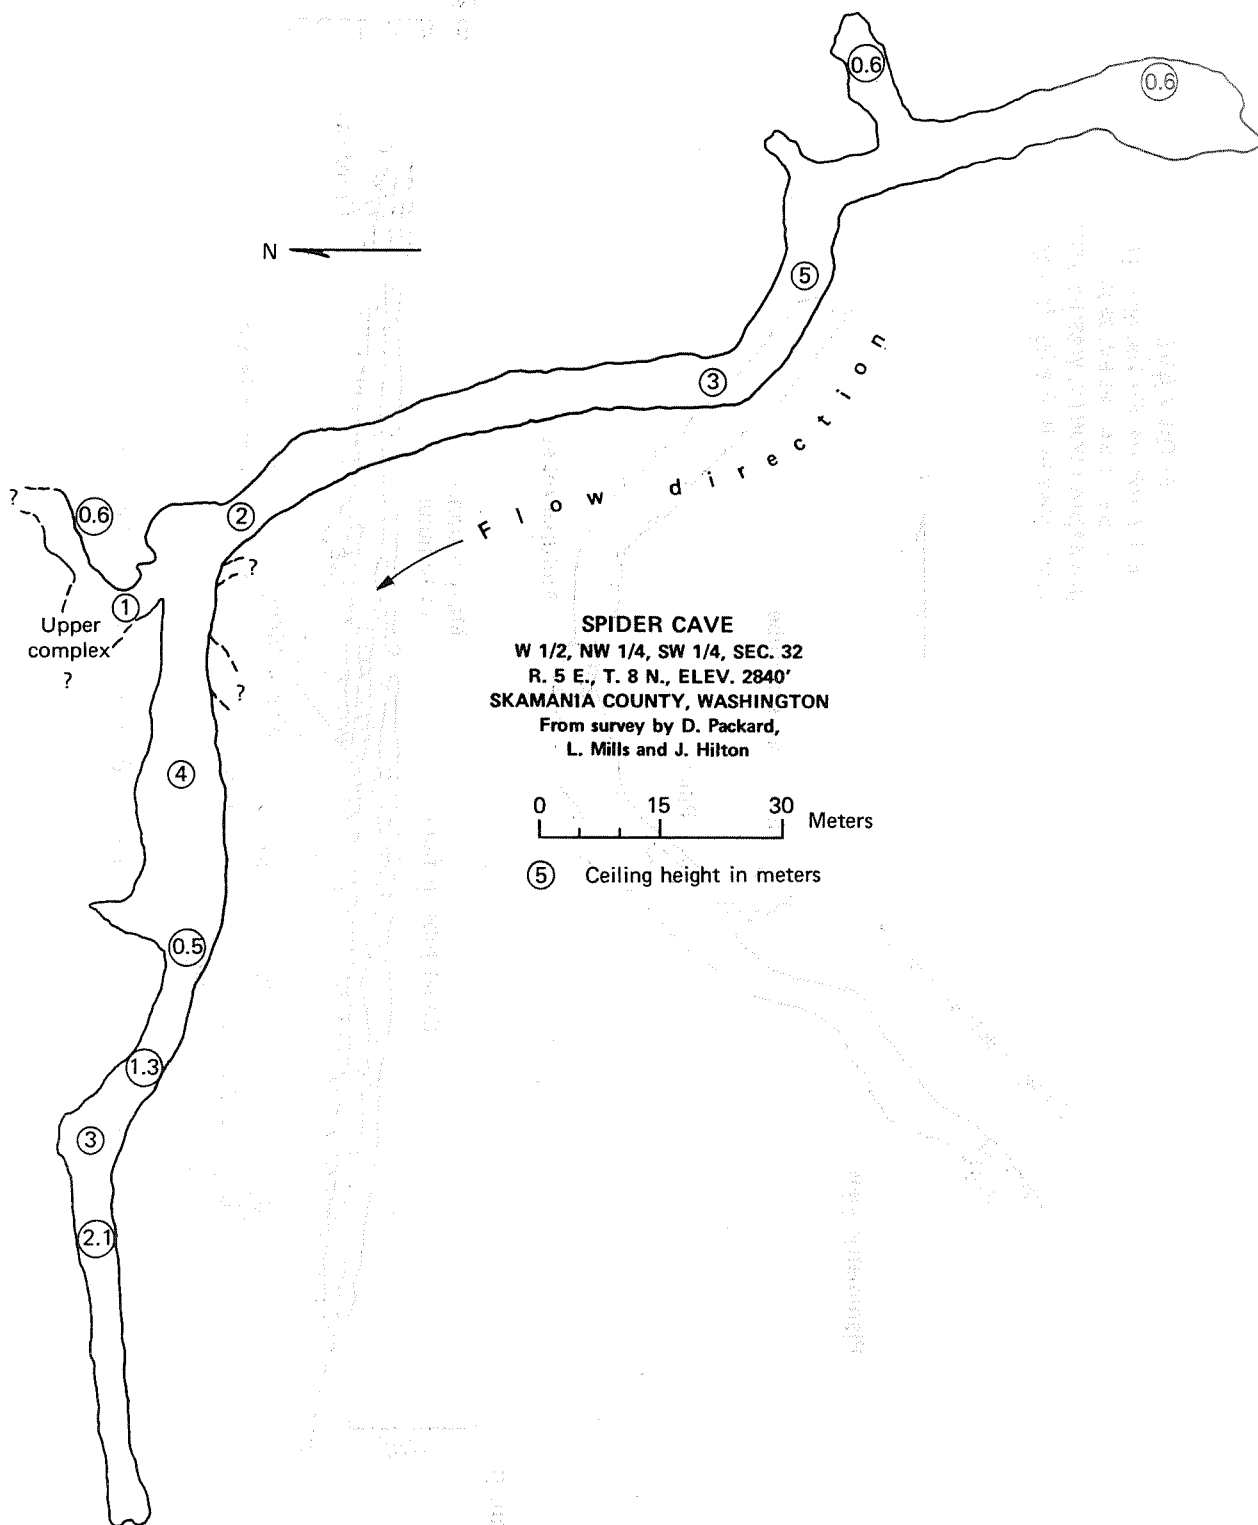 0.6
0.6
N
5
3
Flow direction
?
0.6
2
?
1
Upper
complex
?
?
SPIDER CAVE
W 1/2, NW 1/4, SW 1/4, SEC. 32
R. 5 E., T. 8 N., ELEV. 2840'
SKAMANIA COUNTY, WASHINGTON
From survey by D. Packard,
L. Mills and J. Hilton
4
0 15 30 Meters
5 Ceiling height in meters
0.5
1.3
3
2.1